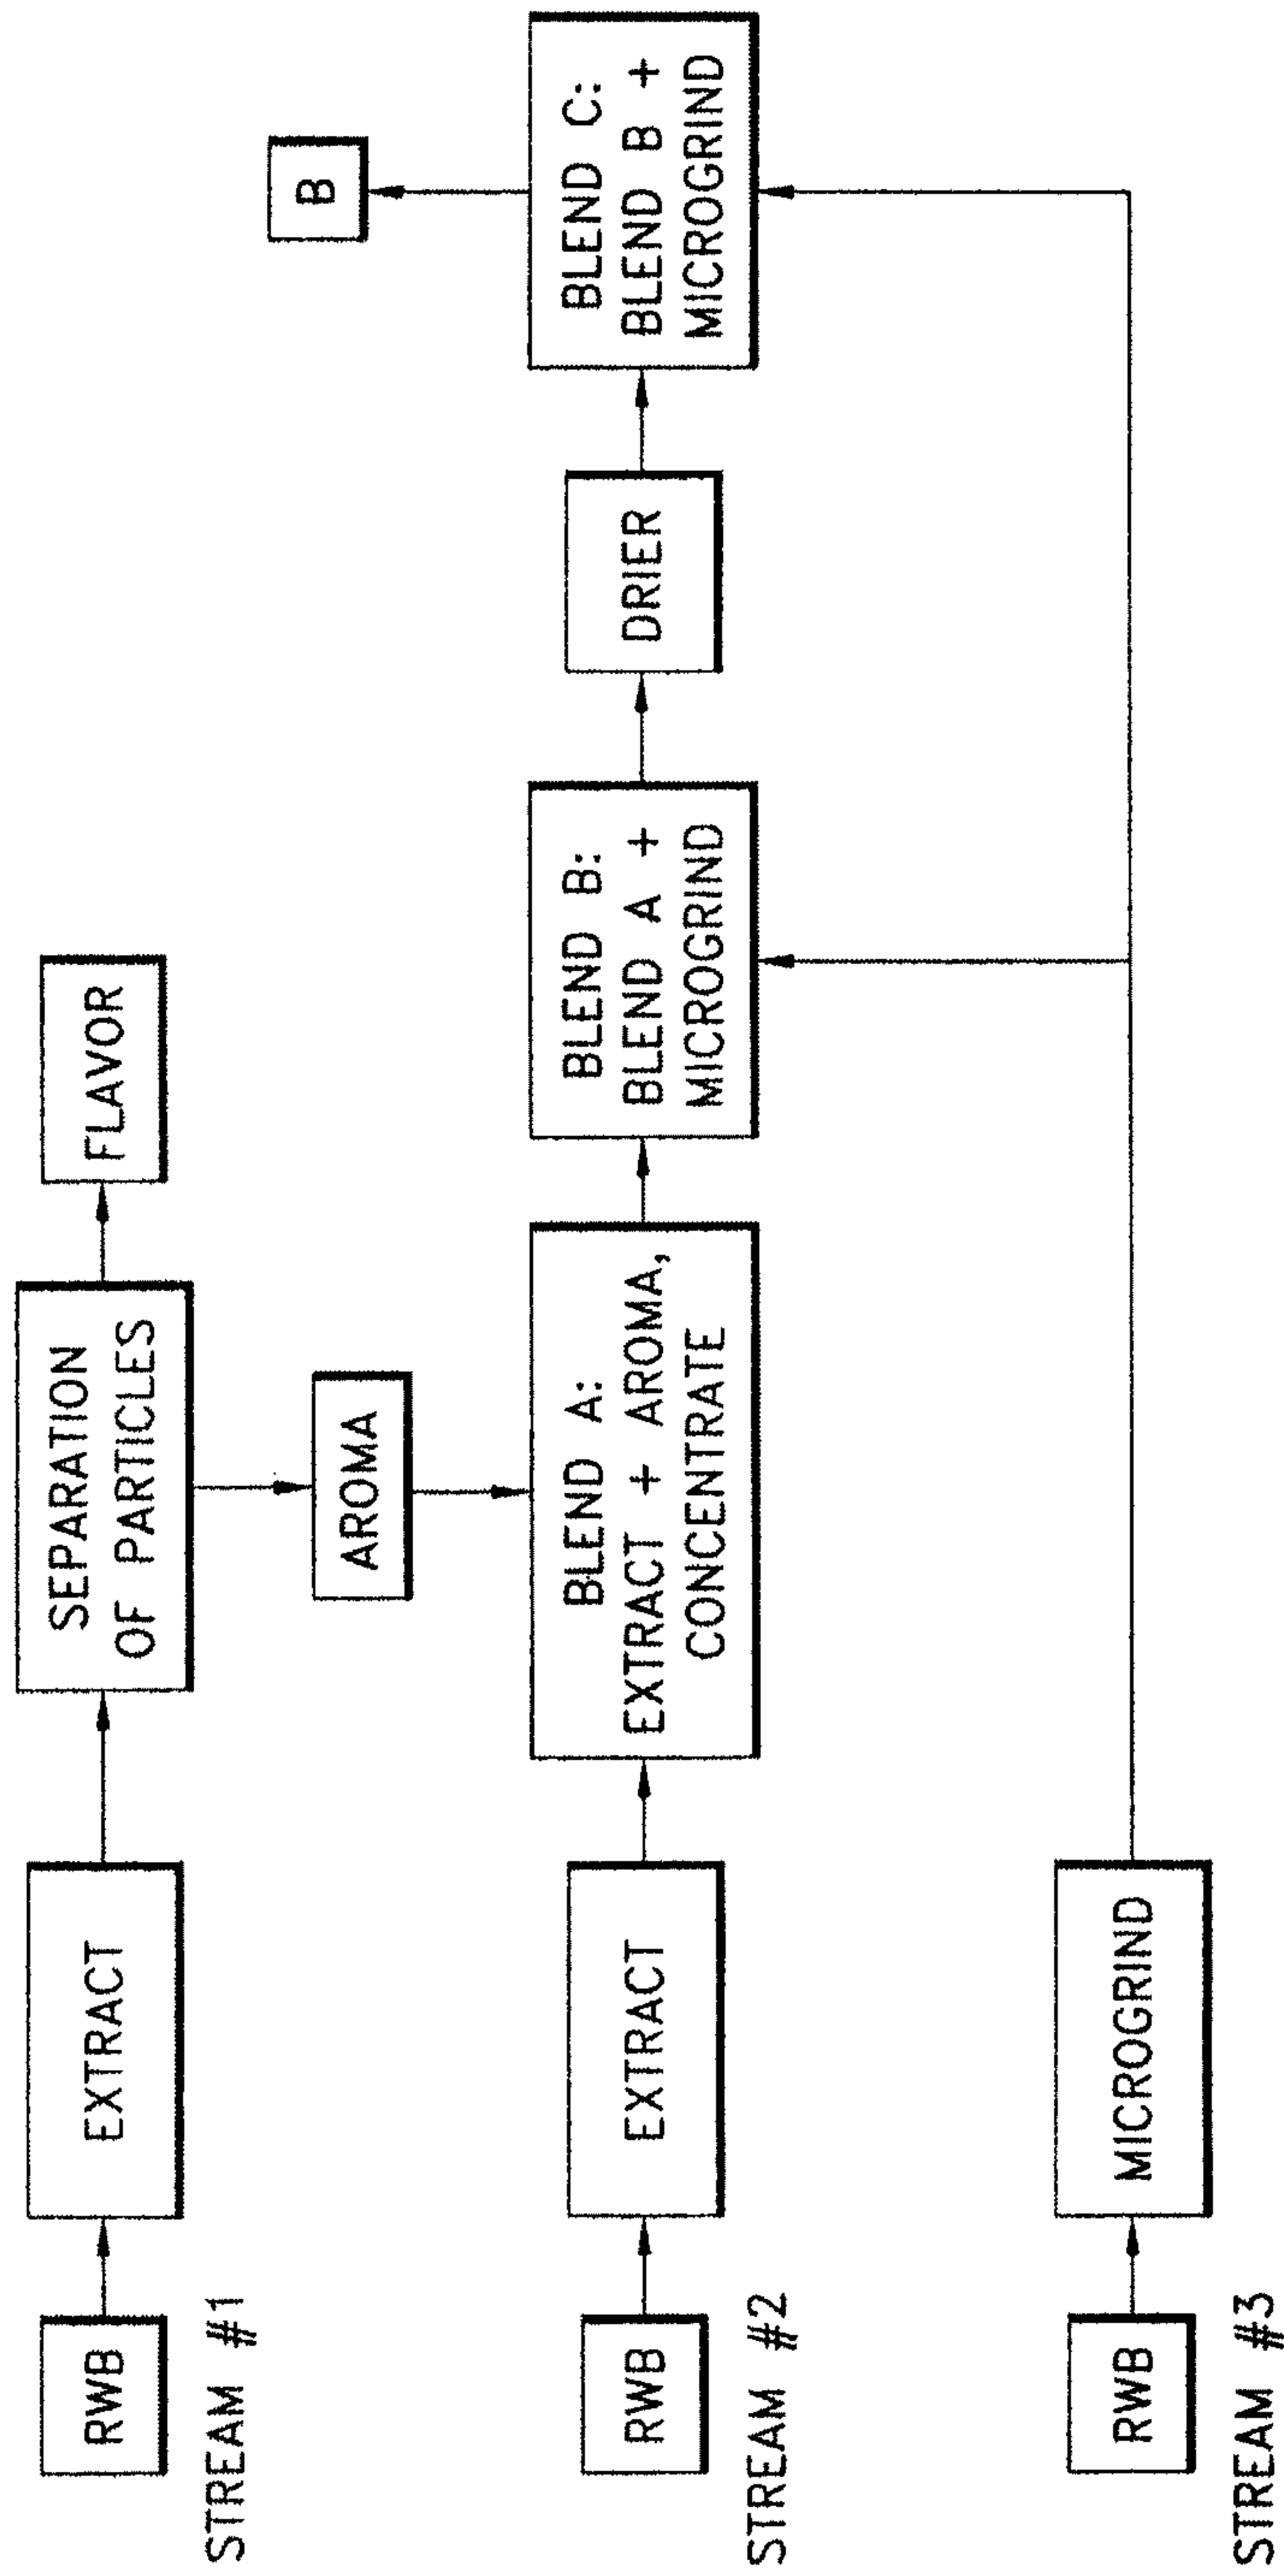 RWB
EXTRACT
SEPARATION
OF PARTICLES
FLAVOR
STREAM #1
AROMA
B
RWB
EXTRACT
BLEND A:
EXTRACT + AROMA,
CONCENTRATE
BLEND B:
BLEND A +
MICROGRIND
DRIER
BLEND C:
BLEND B +
MICROGRIND
STREAM #2
RWB
MICROGRIND
STREAM #3